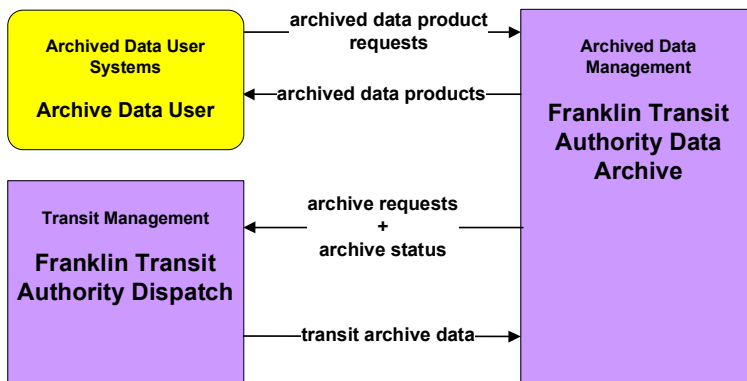 Archived Data User
Systems
Archive Data User
archived data product
requests
archived data products
Archived Data
Management
Franklin Transit
Authority Data
Archive
Transit Management
Franklin Transit
Authority Dispatch
archive requests
+
archive status
transit archive data